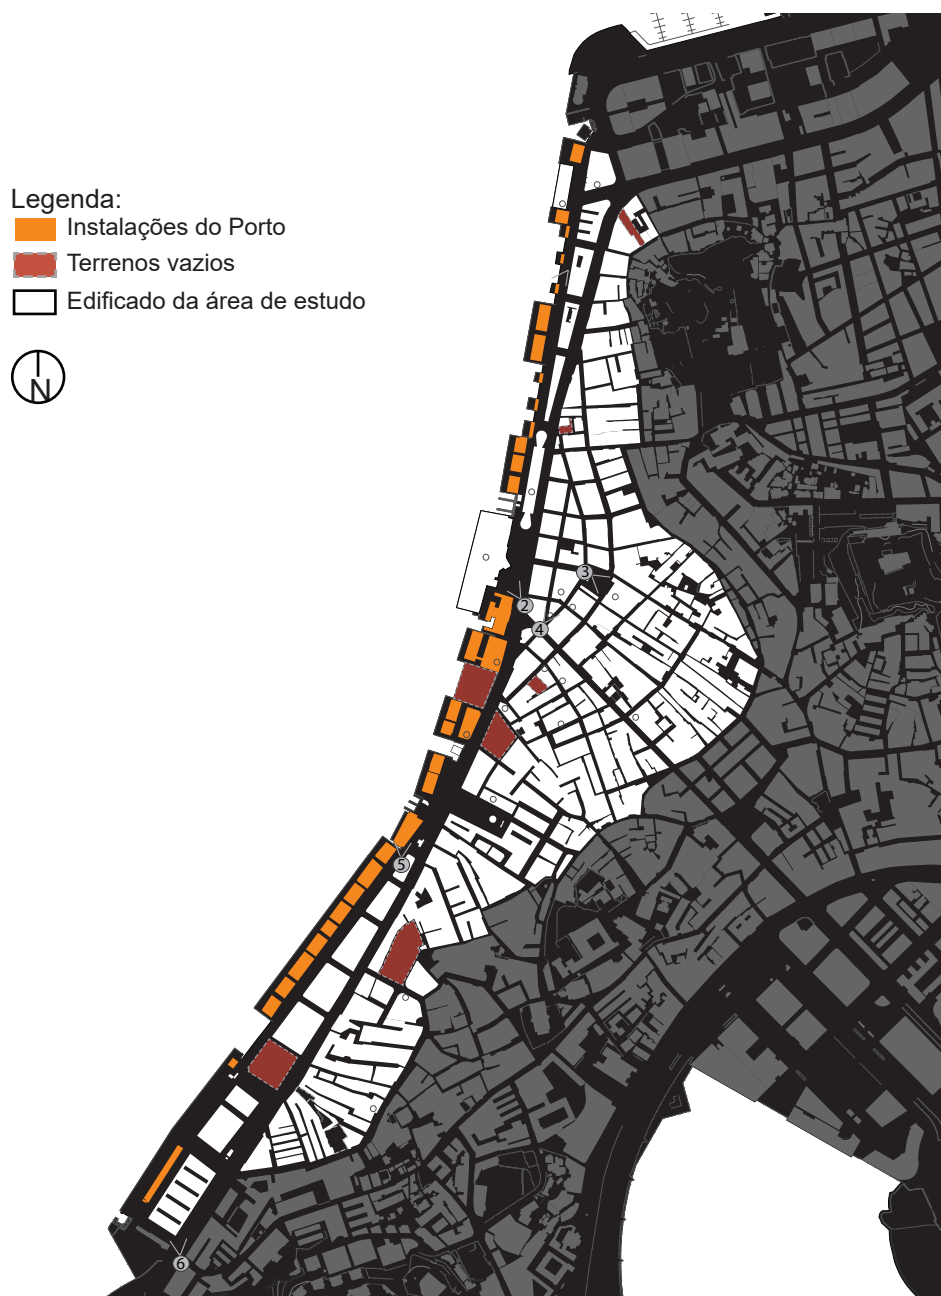 Legenda:
Instalações do Porto
Terrenos vazios
Edificado da área de estudo
N
3
2
4
5
6